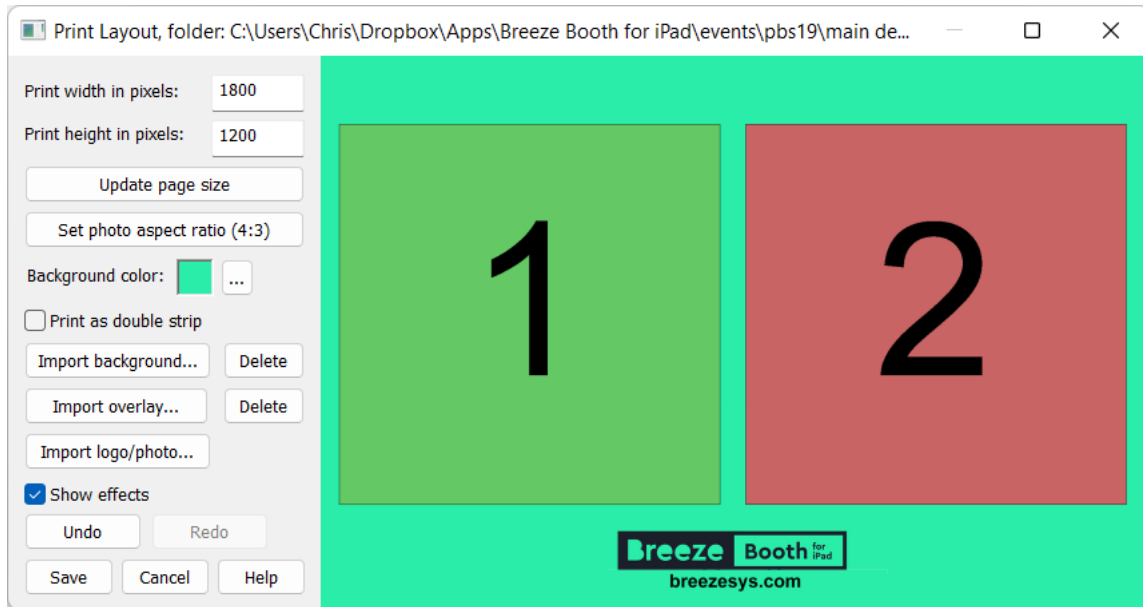 Print Layout, folder: C:\Users\Chris\Dropbox\Apps\Breeze Booth for iPad\events\pbs19\main de...
Print width in pixels: 1800
Print height in pixels: 1200
Update page size
Set photo aspect ratio (4:3)
Background color: ...
Print as double strip
Import background... Delete
Import overlay... Delete
Import logo/photo...
Show effects
Undo Redo
Save Cancel Help
1 2
Breeze Booth for iPad
breezesys.com